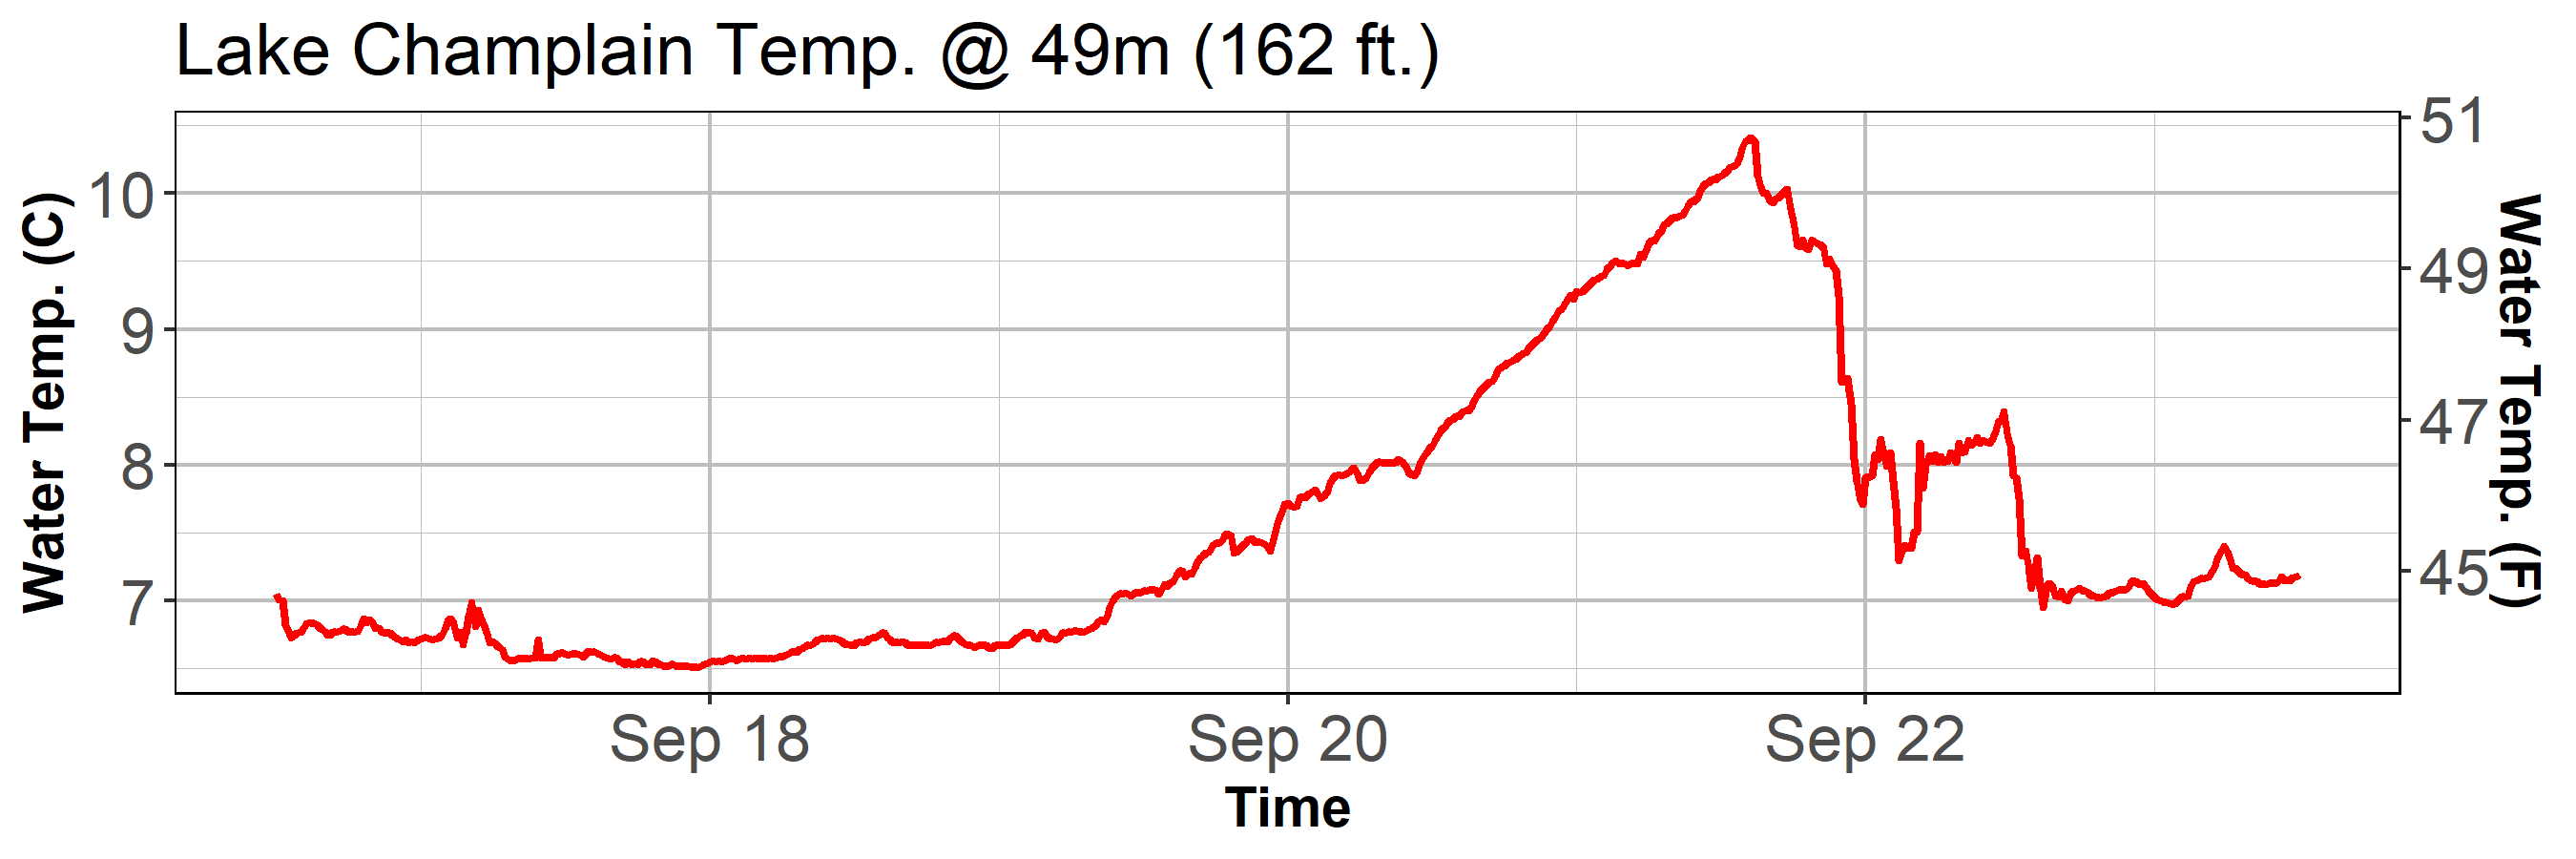 Lake Champlain Temp. @ 49m (162 ft.)
Water Temp. (C)
10
9
8
7
51
49
47
45
Water Temp. (F)
Sep 18
Sep 20
Sep 22
Time